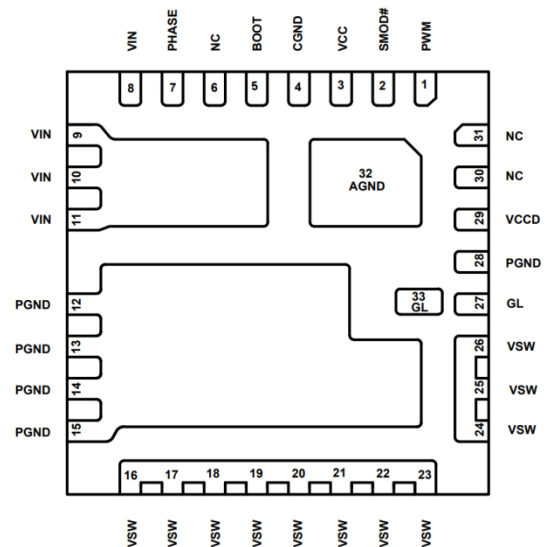 VIN PHASE NC BOOT CGND VCC SMOD# PWM
8 7 6 5 4 3 2 1
VIN 9
31 NC
VIN 10
32
AGND
30 NC
VIN 11
29 VCCD
28 PGND
PGND 12
33
GL
27 GL
PGND 13
26 VSW
PGND 14
25 VSW
PGND 15
24 VSW
16 17 18 19 20 21 22 23
VSW VSW VSW VSW VSW VSW VSW VSW